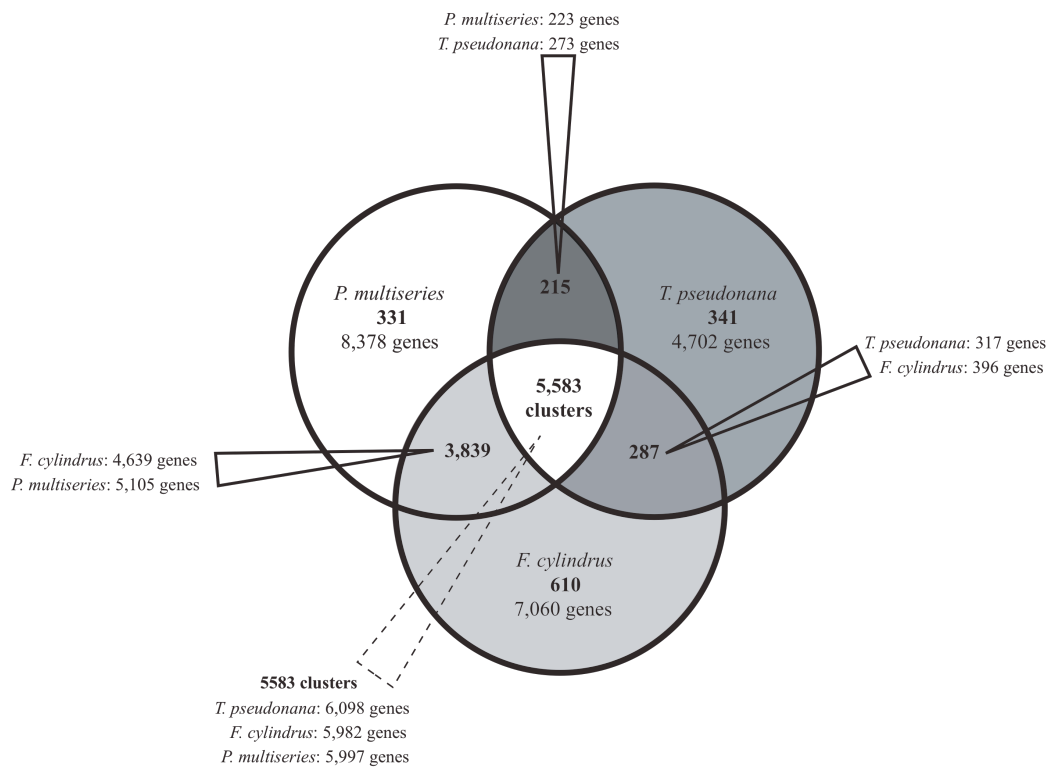 P. multiseries: 223 genes
T. pseudonana: 273 genes
P. multiseries
331
8,378 genes
215
T. pseudonana
341
4,702 genes
T. pseudonana: 317 genes
F. cylindrus: 396 genes
5,583
clusters
3,839
287
F. cylindrus: 4,639 genes
P. multiseries: 5,105 genes
F. cylindrus
610
7,060 genes
5583 clusters
T. pseudonana: 6,098 genes
F. cylindrus: 5,982 genes
P. multiseries: 5,997 genes